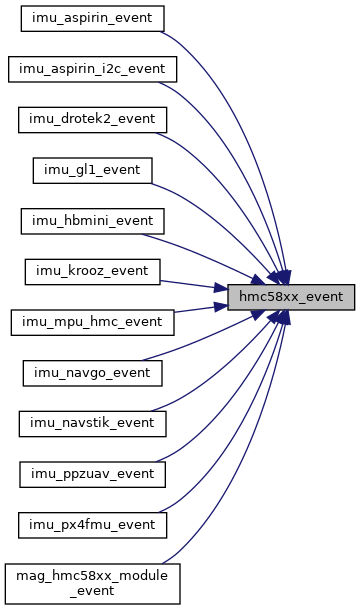 imu_aspirin_event
imu_aspirin_i2c_event
imu_drotek2_event
imu_gl1_event
imu_hbmini_event
imu_krooz_event
hmc58xx_event
imu_mpu_hmc_event
imu_navgo_event
imu_navstik_event
imu_ppzuav_event
imu_px4fmu_event
mag_hmc58xx_module
_event